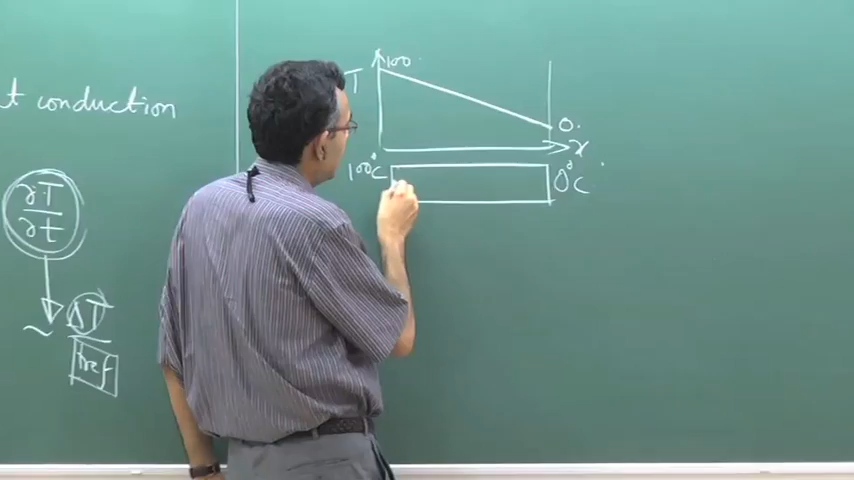 t conduction
∂T
∂t
~ ΔT
tref
T
100
0
x
100°C
0°C